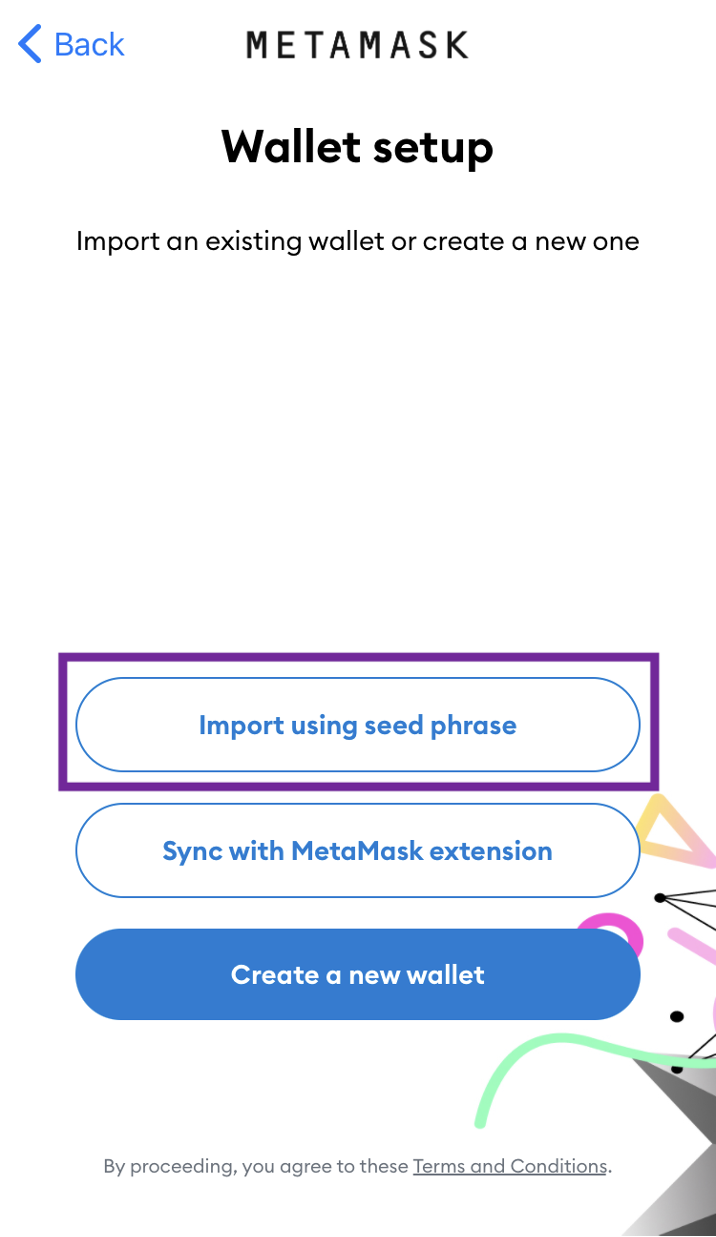 Back
METAMASK
Wallet setup
Import an existing wallet or create a new one
Import using seed phrase
Sync with MetaMask extension
Create a new wallet
By proceeding, you agree to these Terms and Conditions.